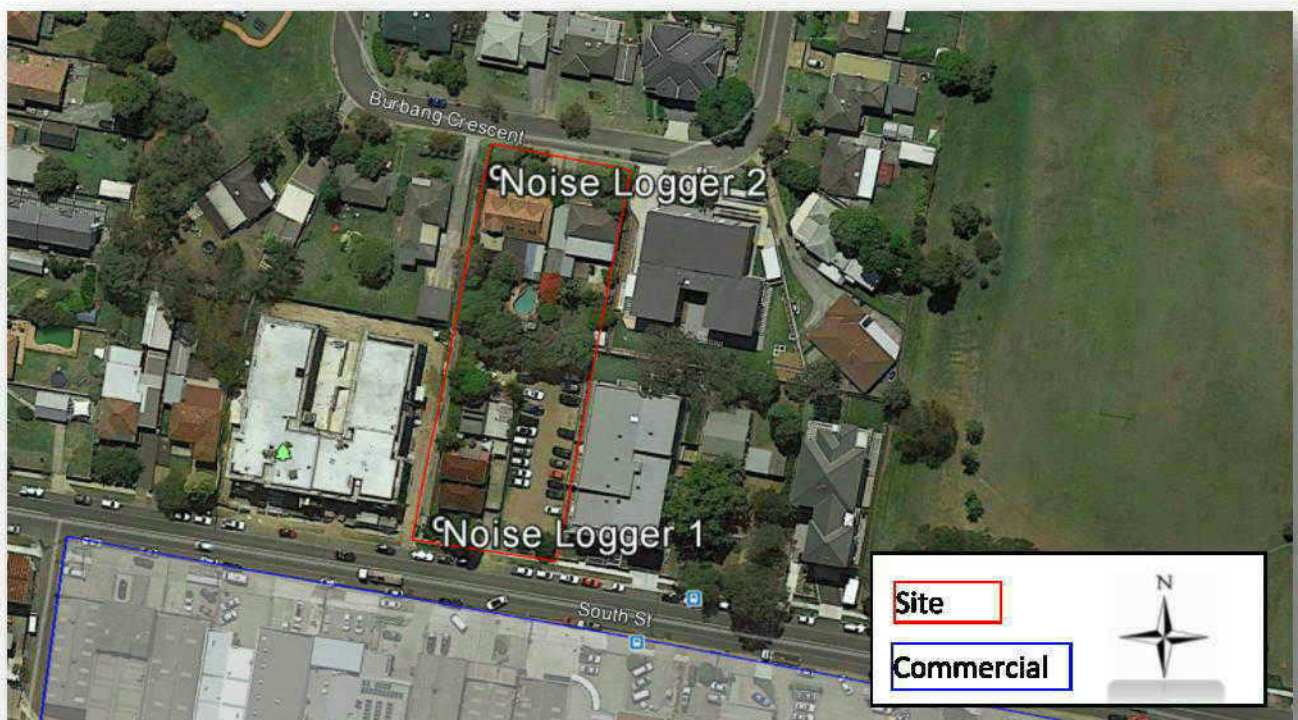 Burbang Crescent
Noise Logger 2
Noise Logger 1
South St
Site
N
Commercial